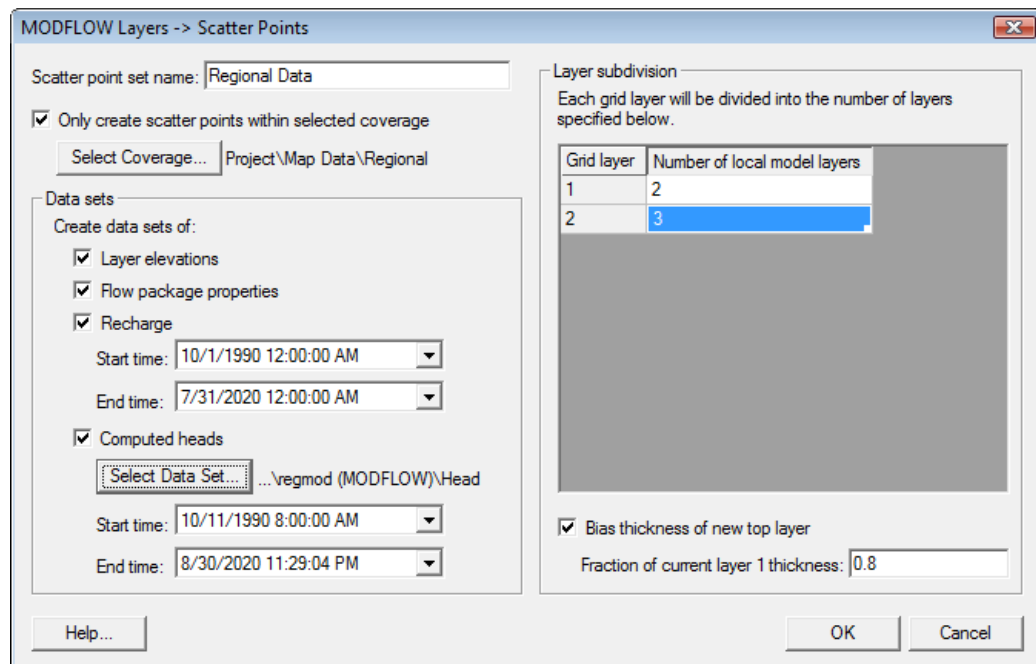 MODFLOW Layers -> Scatter Points
Scatter point set name: Regional Data
Only create scatter points within selected coverage
Select Coverage... Project\Map Data\Regional
Data sets
Create data sets of:
Layer elevations
Flow package properties
Recharge
Start time: 10/1/1990 12:00:00 AM
End time: 7/31/2020 12:00:00 AM
Computed heads
Select Data Set... ...\regmod (MODFLOW)\Head
Start time: 10/11/1990 8:00:00 AM
End time: 8/30/2020 11:29:04 PM
Layer subdivision
Each grid layer will be divided into the number of layers
specified below.
Grid layer Number of local model layers
1 2
2 3
Bias thickness of new top layer
Fraction of current layer 1 thickness: 0.8
Help... OK Cancel